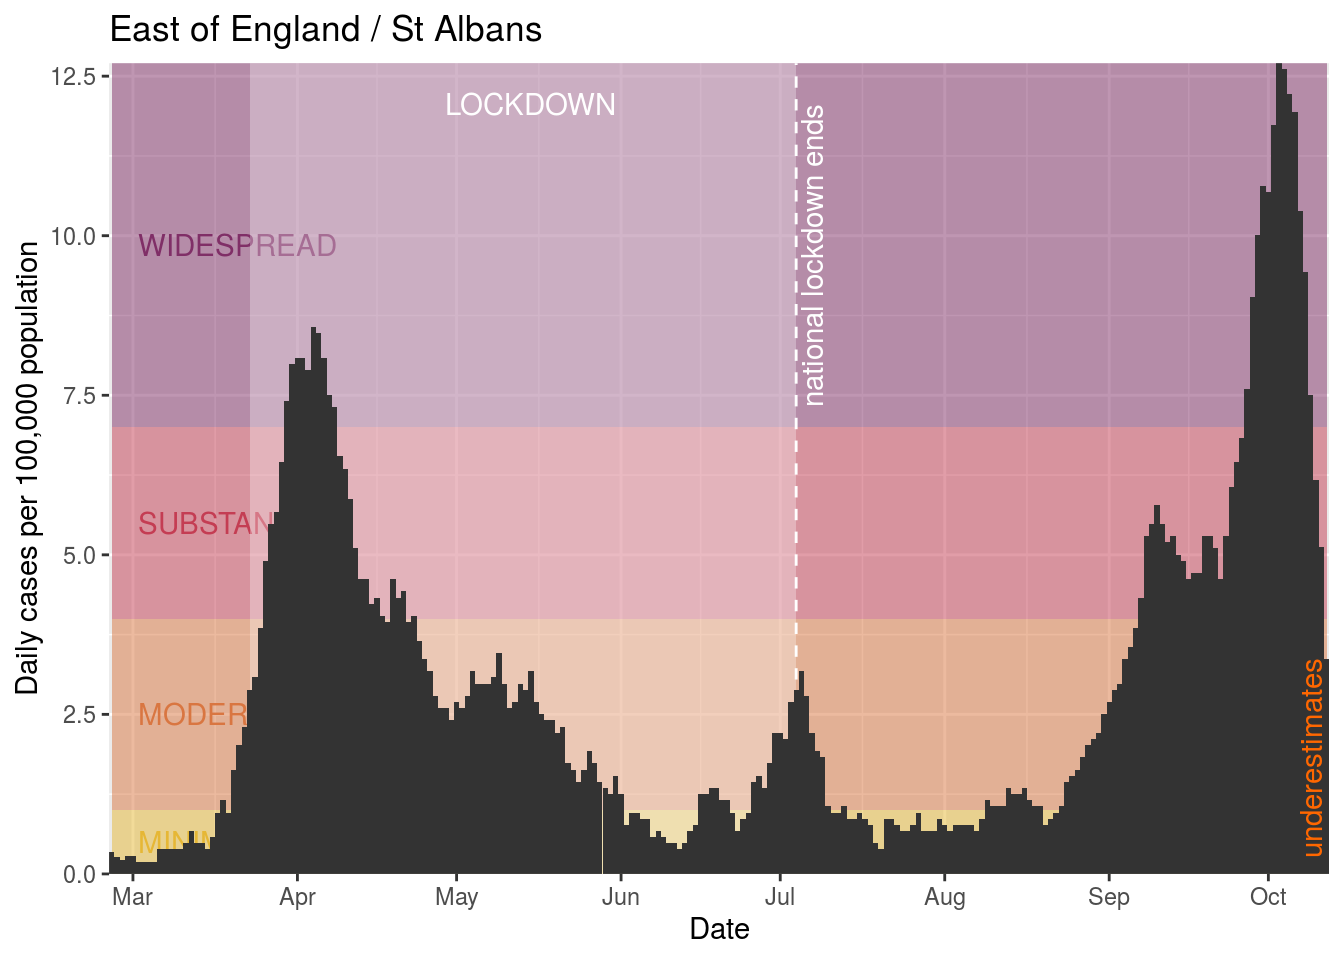 East of England / St Albans
12.5
10.0
7.5
5.0
2.5
0.0
Daily cases per 100,000 population
LOCKDOWN
national lockdown ends
WIDESPREAD
SUBSTAN
MODER
MINIM
underestimates
Mar Apr May Jun Jul Aug Sep Oct
Date